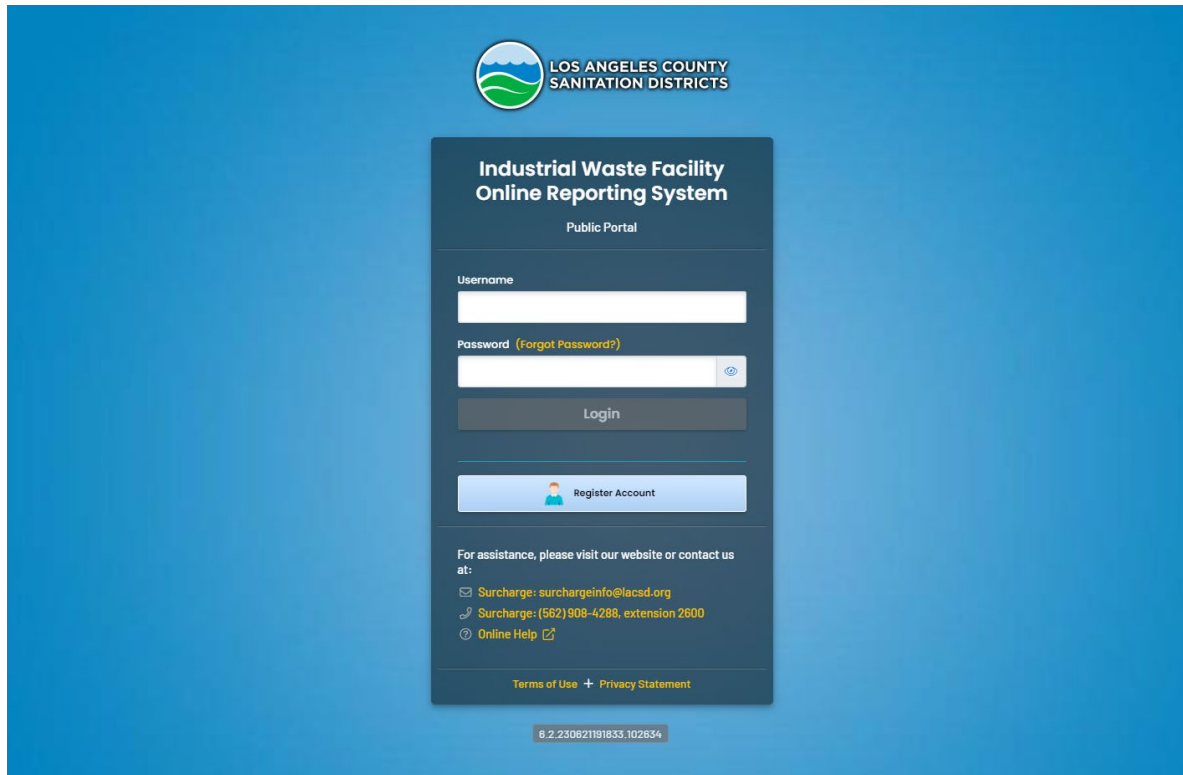 LOS ANGELES COUNTY
SANITATION DISTRICTS
Industrial Waste Facility
Online Reporting System
Public Portal
Username
Password (Forgot Password?)
Login
Register Account
For assistance, please visit our website or contact us
at:
Surcharge: surchargeinfo@lacsd.org
Surcharge: (562) 908-4288, extension 2600
Online Help
Terms of Use + Privacy Statement
6.2.230621191833.102634